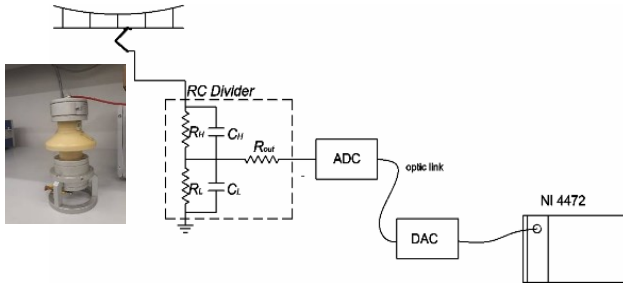 RC Divider
RH
CH
Rout
RL
CL
ADC
optic link
DAC
NI 4472